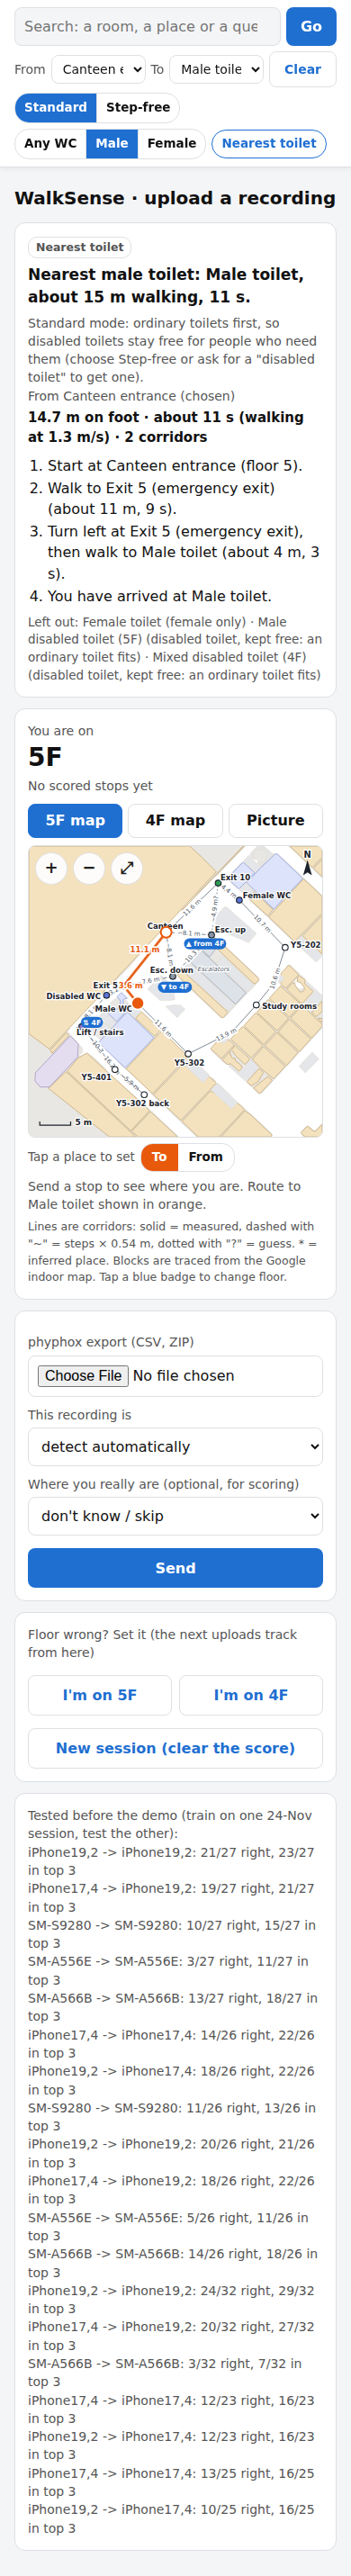 Search: a room, a place or a que
Go
From
Canteen e
To
Male toile
Clear
Standard
Step-free
Any WC
Male
Female
Nearest toilet
WalkSense · upload a recording
Nearest toilet
Nearest male toilet: Male toilet,
about 15 m walking, 11 s.
Standard mode: ordinary toilets first, so
disabled toilets stay free for people who need
them (choose Step-free or ask for a "disabled
toilet" to get one).
From Canteen entrance (chosen)
14.7 m on foot · about 11 s (walking
at 1.3 m/s) · 2 corridors
1. Start at Canteen entrance (floor 5).
2. Walk to Exit 5 (emergency exit)
(about 11 m, 9 s).
3. Turn left at Exit 5 (emergency exit),
then walk to Male toilet (about 4 m, 3
s).
4. You have arrived at Male toilet.
Left out: Female toilet (female only) · Male
disabled toilet (5F) (disabled toilet, kept free: an
ordinary toilet fits) · Mixed disabled toilet (4F)
(disabled toilet, kept free: an ordinary toilet fits)
You are on
5F
No scored stops yet
5F map
4F map
Picture
+
−
N
Exit 10
~4.4 m
Female WC
~11.6 m
~4.9 m?
~10.7 m
Canteen
~8.1 m
Esc. up
▲ from 4F
Y5-202
11.1 m
~8.1 m
~10.3
Esc. down
Escalators
Exit 5
3.6 m
7.6 m
▼ to 4F
10.6 m
Disabled WC
Male WC
Study rooms
⇅ 4F
Lift / stairs
~11.6 m
13.9 m
Y5-302
Y5-401
~5.9 m
Y5-302 back
5 m
Tap a place to set
To
From
Send a stop to see where you are. Route to
Male toilet shown in orange.
Lines are corridors: solid = measured, dashed with
"~" = steps × 0.54 m, dotted with "?" = guess. * =
inferred place. Blocks are traced from the Google
indoor map. Tap a blue badge to change floor.
phyphox export (CSV, ZIP)
Choose File No file chosen
This recording is
detect automatically
Where you really are (optional, for scoring)
don't know / skip
Send
Floor wrong? Set it (the next uploads track
from here)
I'm on 5F
I'm on 4F
New session (clear the score)
Tested before the demo (train on one 24-Nov
session, test the other):
iPhone19,2 -> iPhone19,2: 21/27 right, 23/27
in top 3
iPhone17,4 -> iPhone19,2: 19/27 right, 21/27
in top 3
SM-S9280 -> SM-S9280: 10/27 right, 15/27 in
top 3
SM-A556E -> SM-A556E: 3/27 right, 11/27 in
top 3
SM-A566B -> SM-A566B: 13/27 right, 18/27 in
top 3
iPhone17,4 -> iPhone17,4: 14/26 right, 22/26
in top 3
iPhone19,2 -> iPhone17,4: 18/26 right, 22/26
in top 3
SM-S9280 -> SM-S9280: 11/26 right, 13/26 in
top 3
iPhone19,2 -> iPhone19,2: 20/26 right, 21/26
in top 3
iPhone17,4 -> iPhone19,2: 18/26 right, 22/26
in top 3
SM-A556E -> SM-A556E: 5/26 right, 11/26 in
top 3
SM-A566B -> SM-A566B: 14/26 right, 18/26 in
top 3
iPhone19,2 -> iPhone19,2: 24/32 right, 29/32
in top 3
iPhone17,4 -> iPhone19,2: 20/32 right, 27/32
in top 3
SM-A566B -> SM-A566B: 3/32 right, 7/32 in
top 3
iPhone17,4 -> iPhone17,4: 12/23 right, 16/23
in top 3
iPhone19,2 -> iPhone17,4: 12/23 right, 16/23
in top 3
iPhone17,4 -> iPhone17,4: 13/25 right, 16/25
in top 3
iPhone19,2 -> iPhone17,4: 10/25 right, 16/25
in top 3